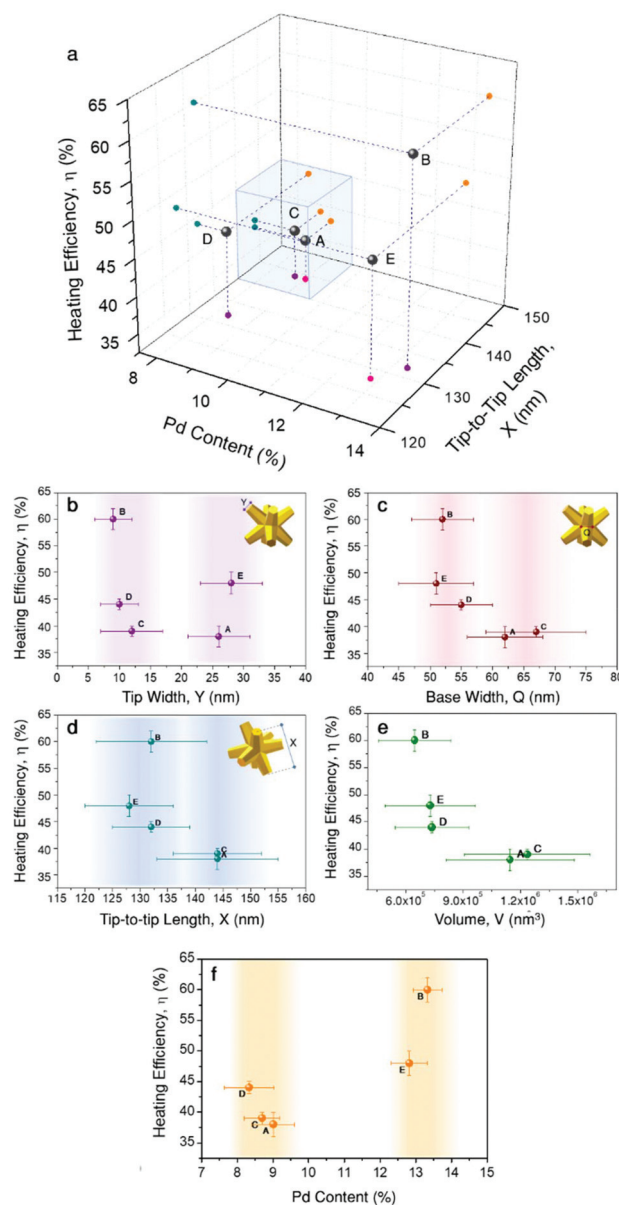 a
65
60
55
50
45
40
35
Heating Efficiency, η (%)
8
10
12
14
Pd Content (%)
120
130
140
150
Tip-to-Tip Length,
X (nm)
A
B
C
D
E
b
65
60
55
50
45
40
35
Heating Efficiency, η (%)
0 10 20 30 40 50
Tip Width, Y (nm)
Y
B
E
D
C
A
c
65
60
55
50
45
40
35
Heating Efficiency, η (%)
40 45 50 55 60 65 70 75 80
Base Width, Q (nm)
Q
B
E
D
A
C
d
65
60
55
50
45
40
35
Heating Efficiency, η (%)
115 120 125 130 135 140 145 150 155 160
Tip-to-tip Length, X (nm)
X
B
E
D
C
A
e
65
60
55
50
45
40
35
Heating Efficiency, η (%)
6.0x10⁵ 9.0x10⁵ 1.2x10⁶ 1.5x10⁶
Volume, V (nm³)
B
E
D
A
C
f
65
60
55
50
45
40
35
Heating Efficiency, η (%)
7 8 9 10 11 12 13 14 15
Pd Content (%)
B
E
D
C
A